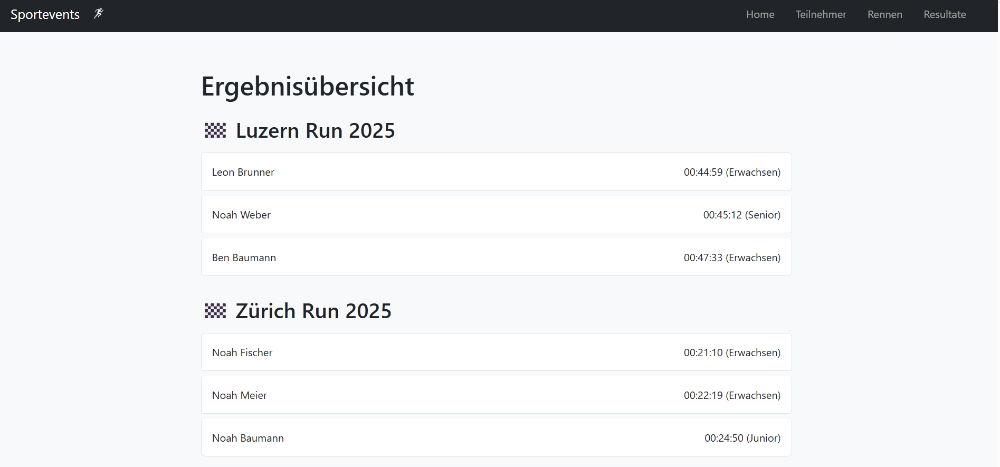 Sportevents Home Teilnehmer Rennen Resultate
Ergebnisübersicht
Luzern Run 2025
Leon Brunner 00:44:59 (Erwachsen)
Noah Weber 00:45:12 (Senior)
Ben Baumann 00:47:33 (Erwachsen)
Zürich Run 2025
Noah Fischer 00:21:10 (Erwachsen)
Noah Meier 00:22:19 (Erwachsen)
Noah Baumann 00:24:50 (Junior)